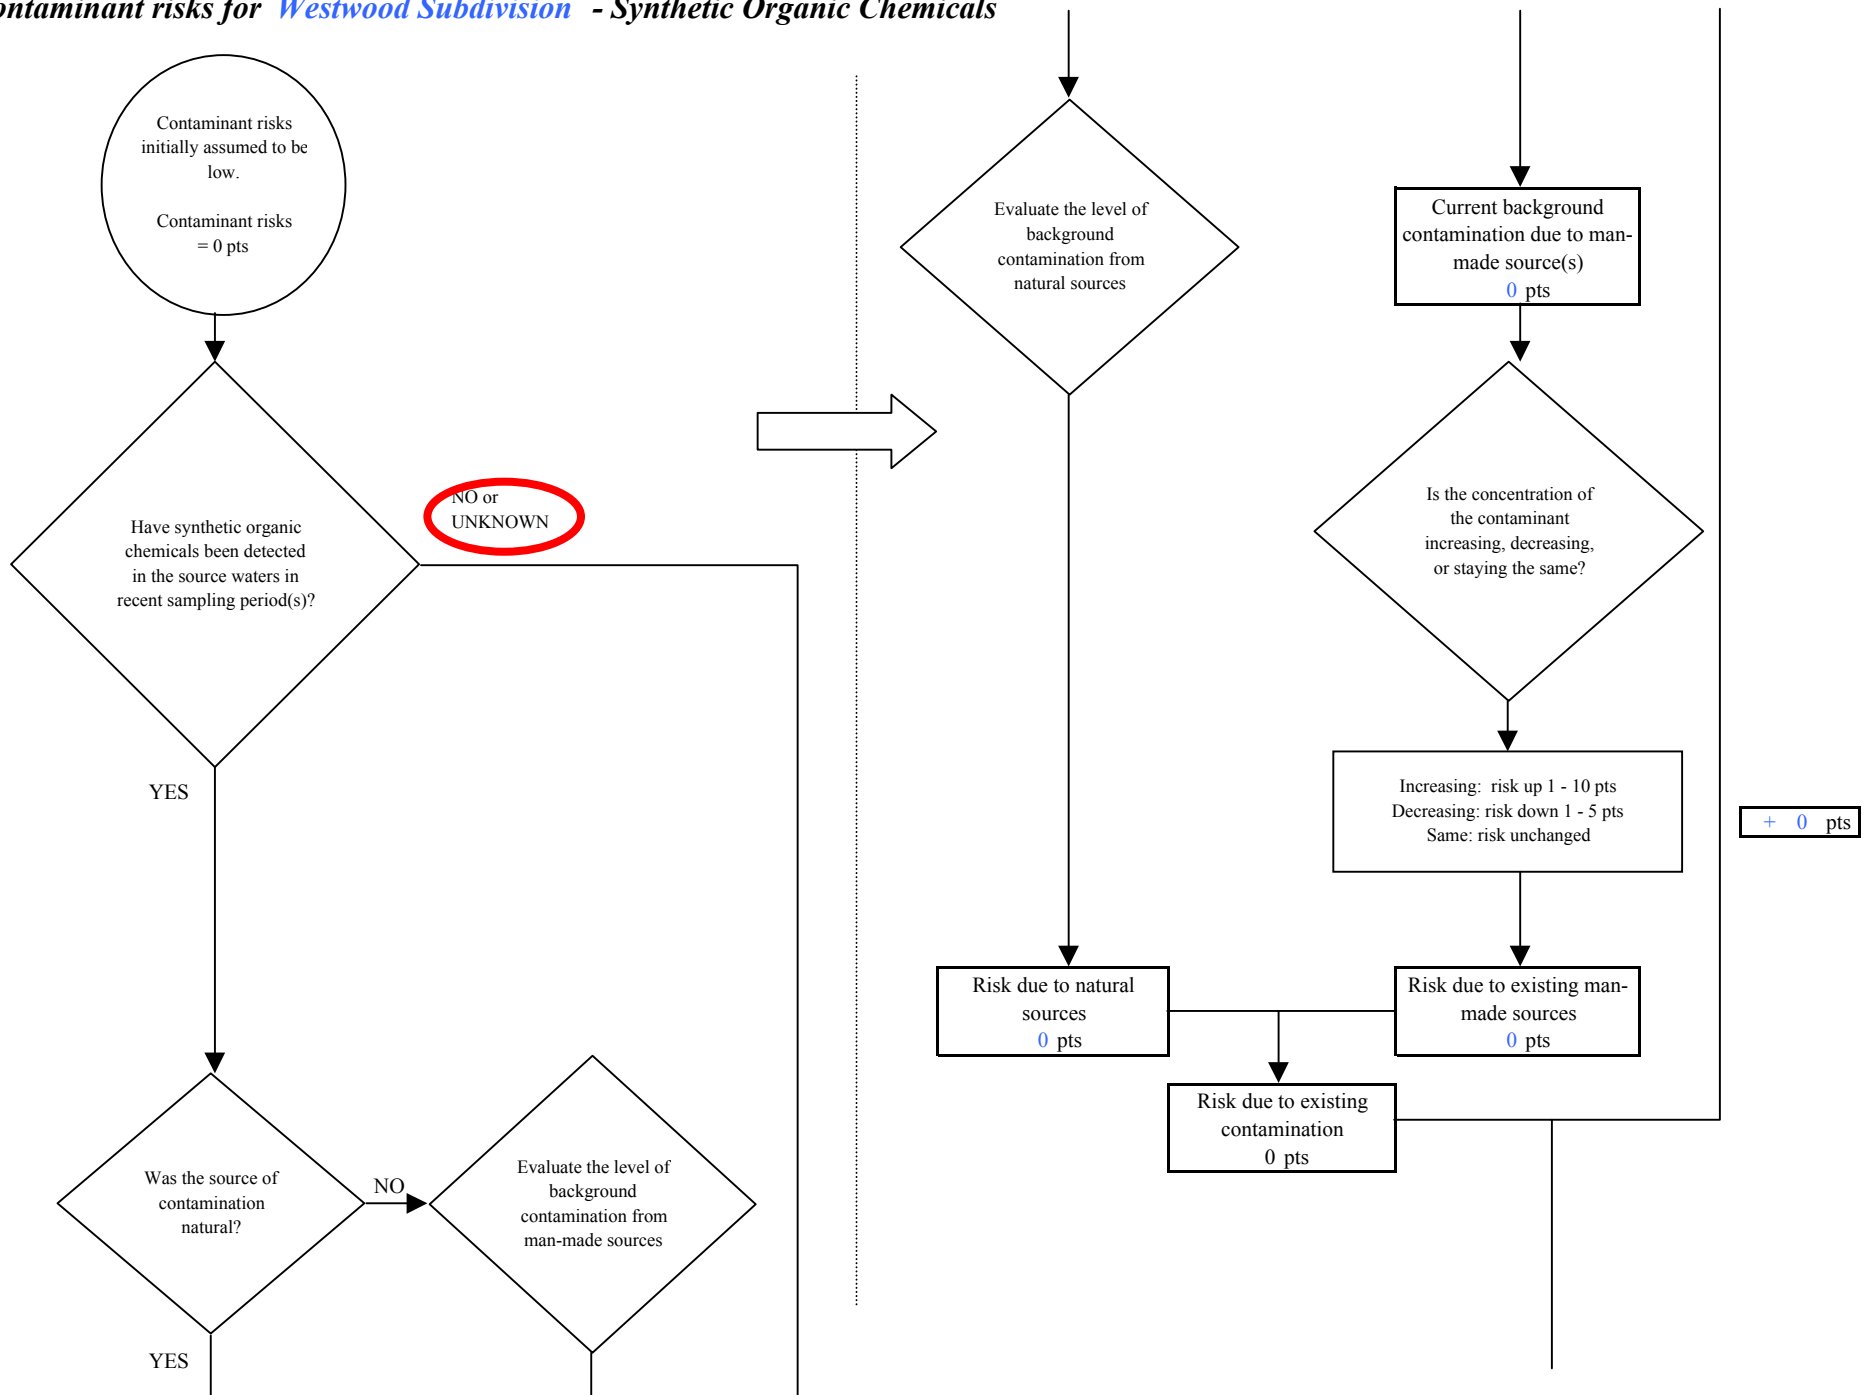 ontaminant risks for Westwood Subdivision - Synthetic Organic Chemicals
Contaminant risks
initially assumed to be
low.
Contaminant risks
= 0 pts
Have synthetic organic
chemicals been detected
in the source waters in
recent sampling period(s)?
NO or
UNKNOWN
YES
Was the source of
contamination
natural?
NO
Evaluate the level of
background
contamination from
man-made sources
YES
Evaluate the level of
background
contamination from
natural sources
Current background
contamination due to man-
made source(s)
0 pts
Is the concentration of
the contaminant
increasing, decreasing,
or staying the same?
Increasing: risk up 1 - 10 pts
Decreasing: risk down 1 - 5 pts
Same: risk unchanged
+ 0 pts
Risk due to natural
sources
0 pts
Risk due to existing man-
made sources
0 pts
Risk due to existing
contamination
0 pts